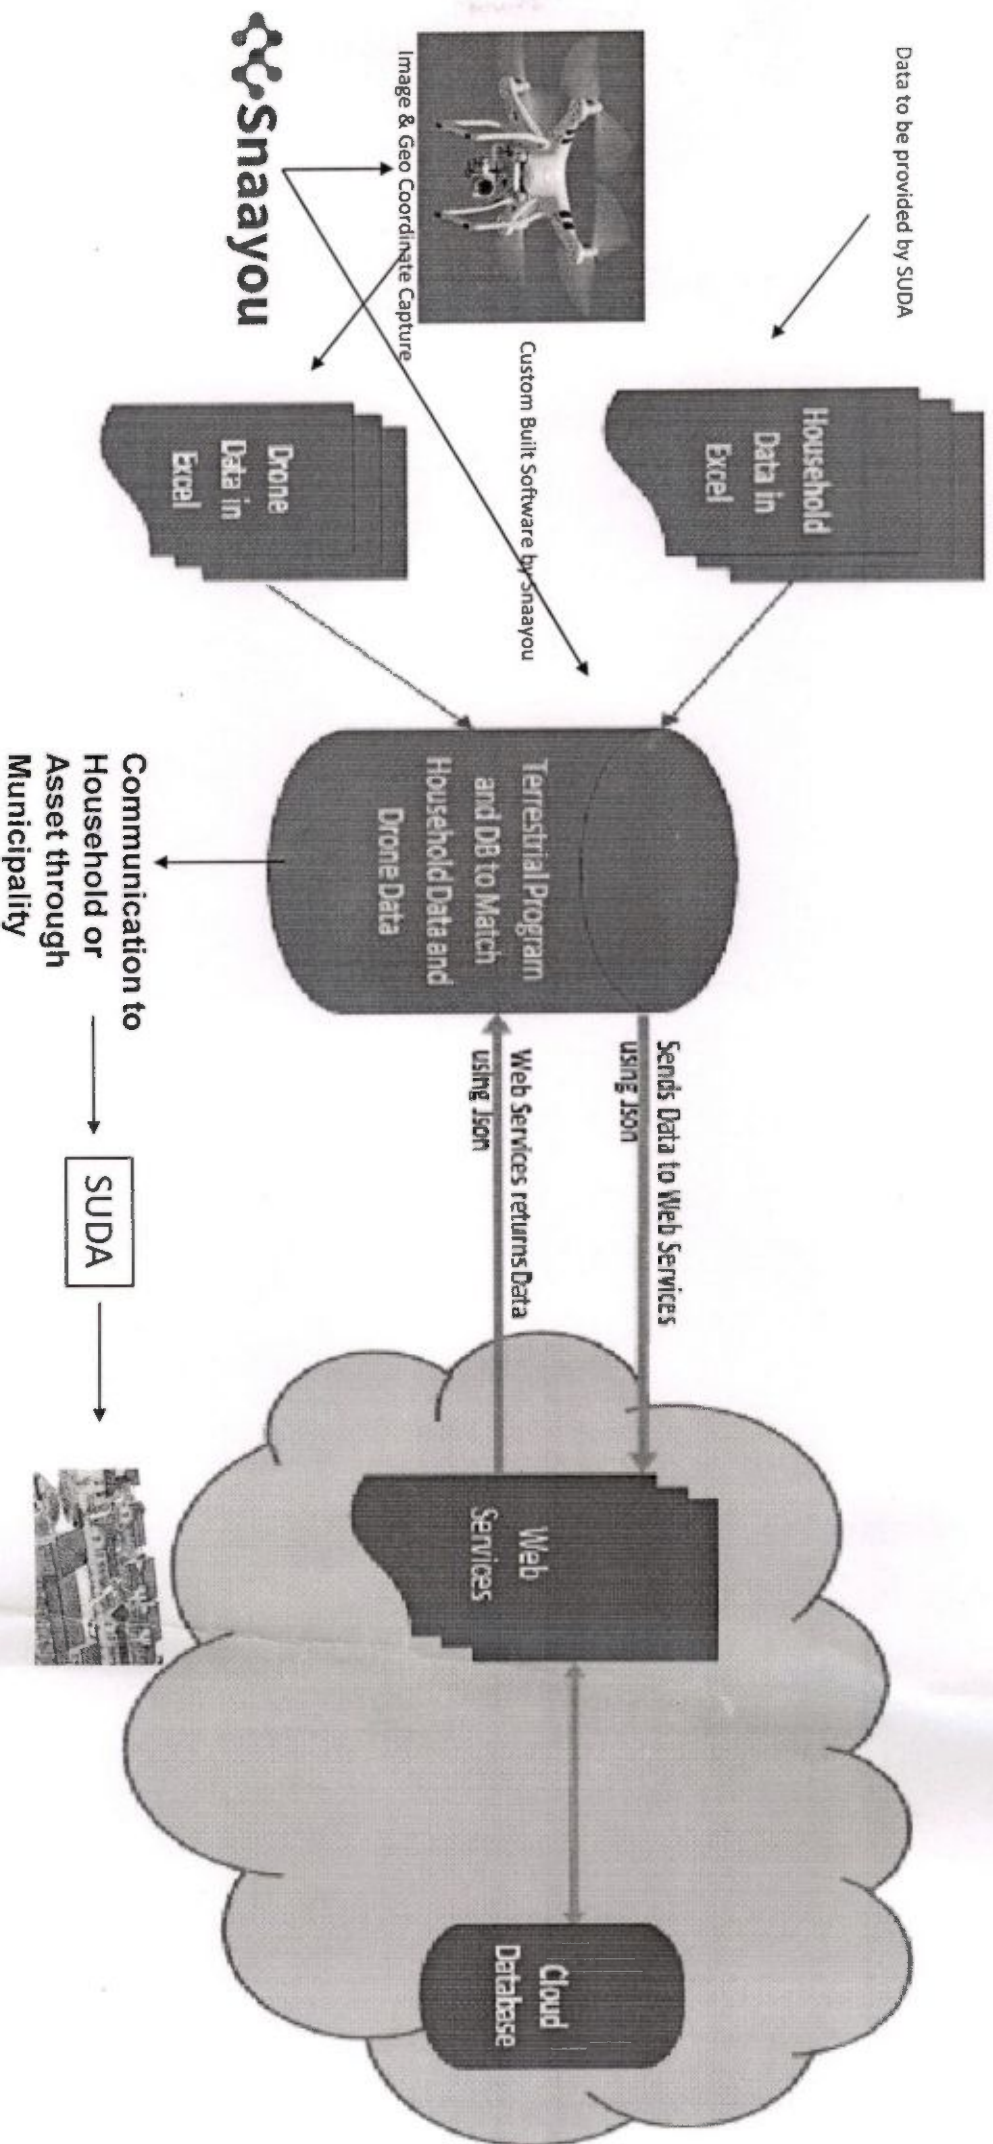 Data to be provided by SUDA
Household
Data in
Excel
Custom Built Software by Snaayou
Image & Geo Coordinate Capture
Snaayou
Drone
Data in
Excel
Terrestrial Program
and DB to Match
Household Data and
Drone Data
Sends Data to Web Services
using Json
Web Services returns Data
using Json
Web
Services
Cloud
Database
Communication to
Household or
Asset through
Municipality
SUDA